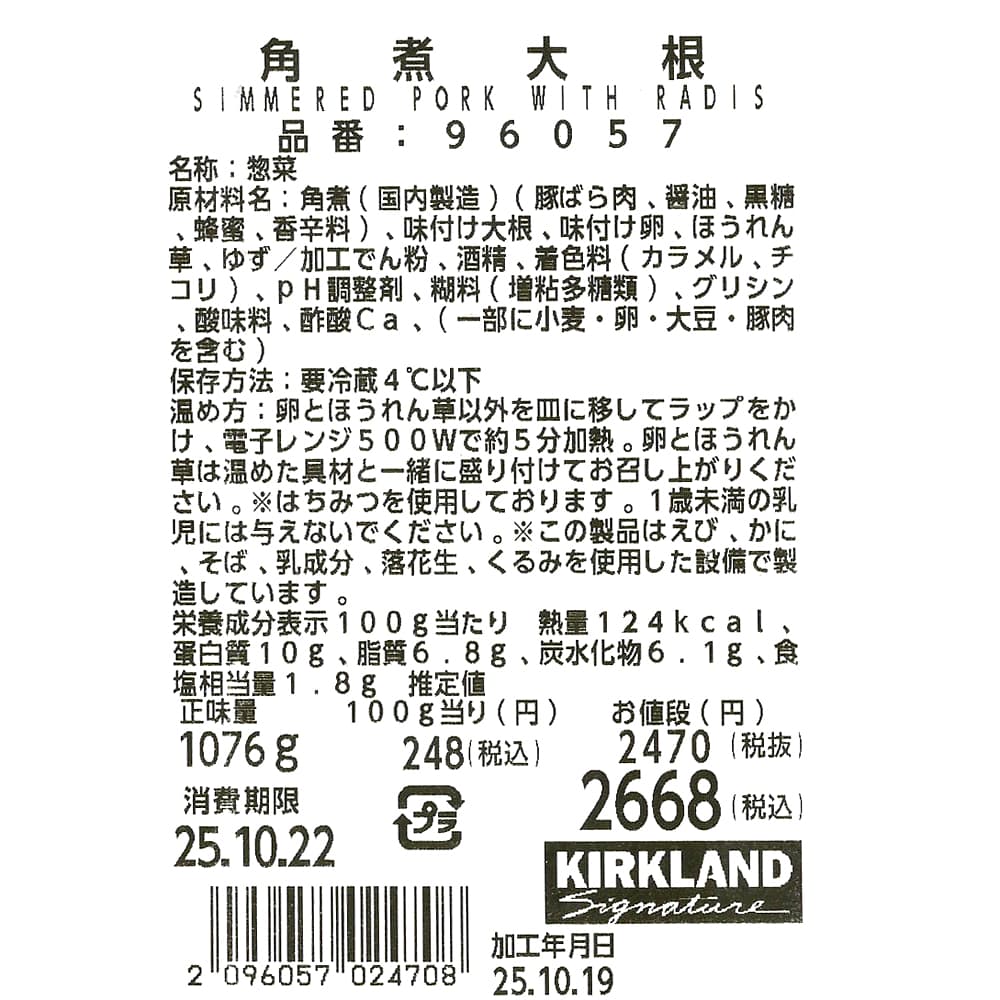 角煮大根
SIMMERED PORK WITH RADIS
品番：96057
名称：惣菜
原材料名：角煮(国内製造)(豚ばら肉、醤油、黒糖
、蜂蜜、香辛料)、味付け大根、味付け卵、ほうれん
草、ゆず／加工でん粉、酒精、着色料(カラメル、チ
コリ)、pH調整剤、糊料(増粘多糖類)、グリシン
、酸味料、酢酸Ca、(一部に小麦・卵・大豆・豚肉
を含む)
保存方法：要冷蔵4℃以下
温め方：卵とほうれん草以外を皿に移してラップをか
け、電子レンジ500Wで約5分加熱。卵とほうれん
草は温めた具材と一緒に盛り付けてお召し上がりくだ
さい。※はちみつを使用しております。1歳未満の乳
児には与えないでください。※この製品はえび、かに
、そば、乳成分、落花生、くるみを使用した設備で製
造しています。
栄養成分表示100g当たり　熱量124kcal、
蛋白質10g、脂質6.8g、炭水化物6.1g、食
塩相当量1.8g　推定値
正味量　100g当り(円)　お値段(円)
1076g　248(税込)　2470(税抜)
2668(税込)
消費期限
25.10.22
プラ
KIRKLAND
Signature
2 096057 024708
加工年月日
25.10.19